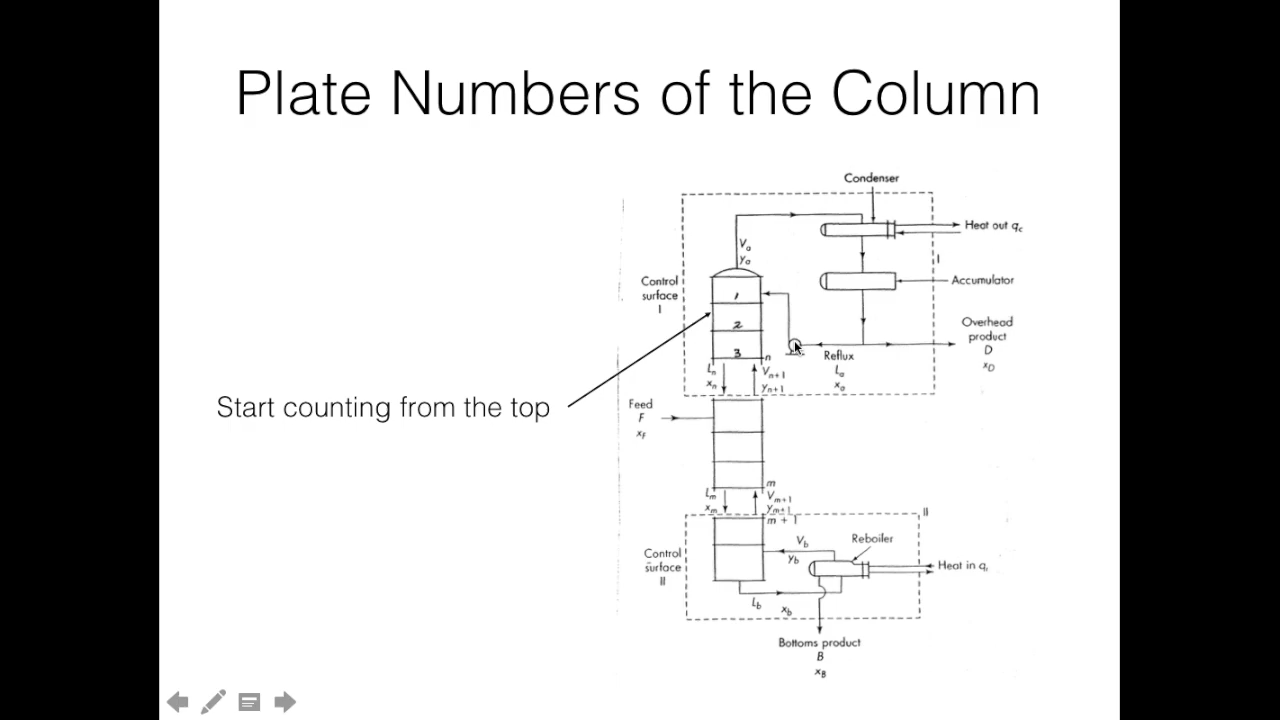 Plate Numbers of the Column
Start counting from the top
Condenser
Heat out qc
I
Accumulator
Overhead
product
D
xD
Reflux
La
xa
Va
ya
Control
surface
I
1
2
3
n
Ln
xn
Vn+1
yn+1
Feed
F
xF
m
Lm
xm
Vm+1
ym+1
m + 1
II
Control
surface
II
Vb
yb
Reboiler
Heat in qr
Lb
xb
Bottoms product
B
xB